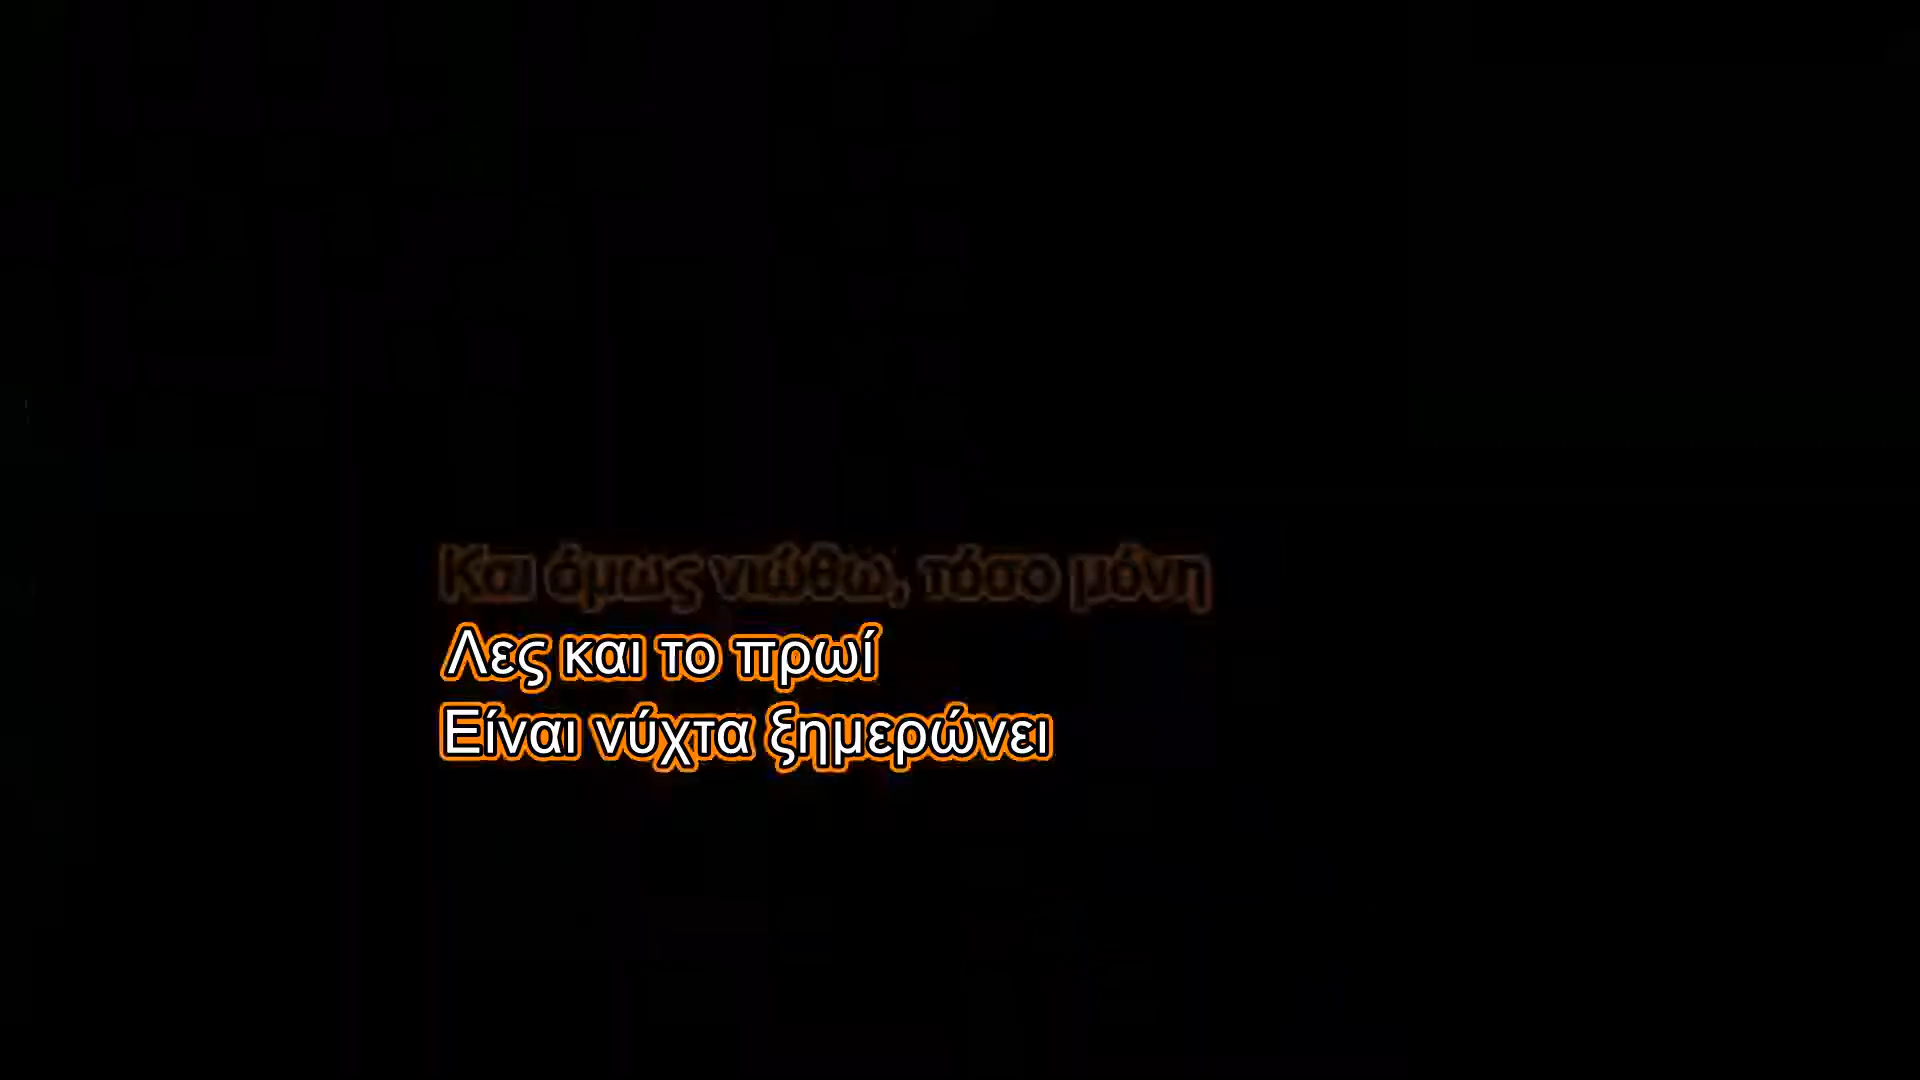 Και όμως νιώθω, τόσο μόνη
Λες και το πρωί
Είναι νύχτα ξημερώνει